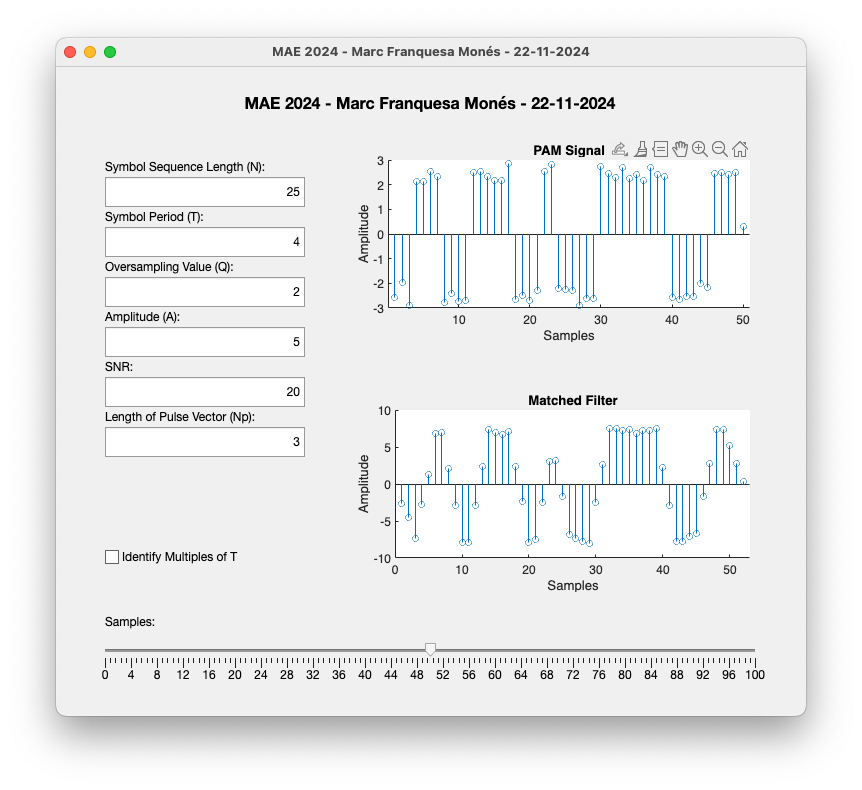 MAE 2024 - Marc Franquesa Monés - 22-11-2024
MAE 2024 - Marc Franquesa Monés - 22-11-2024
Symbol Sequence Length (N):
25
Symbol Period (T):
4
Oversampling Value (Q):
2
Amplitude (A):
5
SNR:
20
Length of Pulse Vector (Np):
3
Identify Multiples of T
PAM Signal
Amplitude
3
2
1
0
-1
-2
-3
10 20 30 40 50
Samples
Matched Filter
Amplitude
10
5
0
-5
-10
0 10 20 30 40 50
Samples
Samples:
0 4 8 12 16 20 24 28 32 36 40 44 48 52 56 60 64 68 72 76 80 84 88 92 96 100